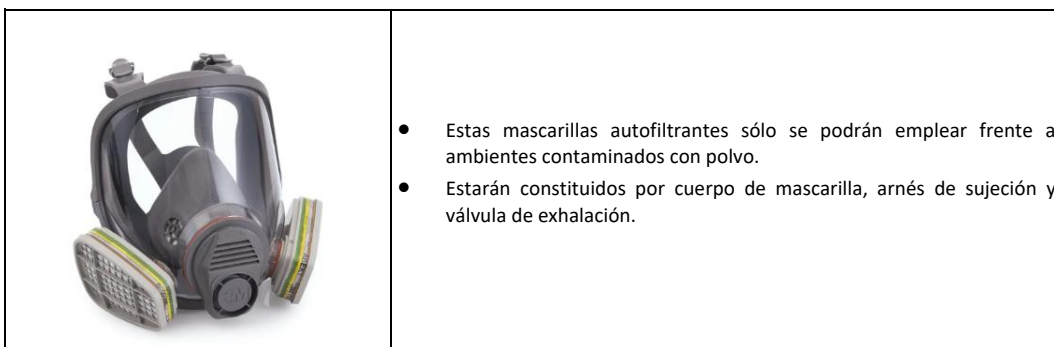 • Estas mascarillas autofiltrantes sólo se podrán emplear frente a
ambientes contaminados con polvo.
• Estarán constituidos por cuerpo de mascarilla, arnés de sujeción y
válvula de exhalación.
3M